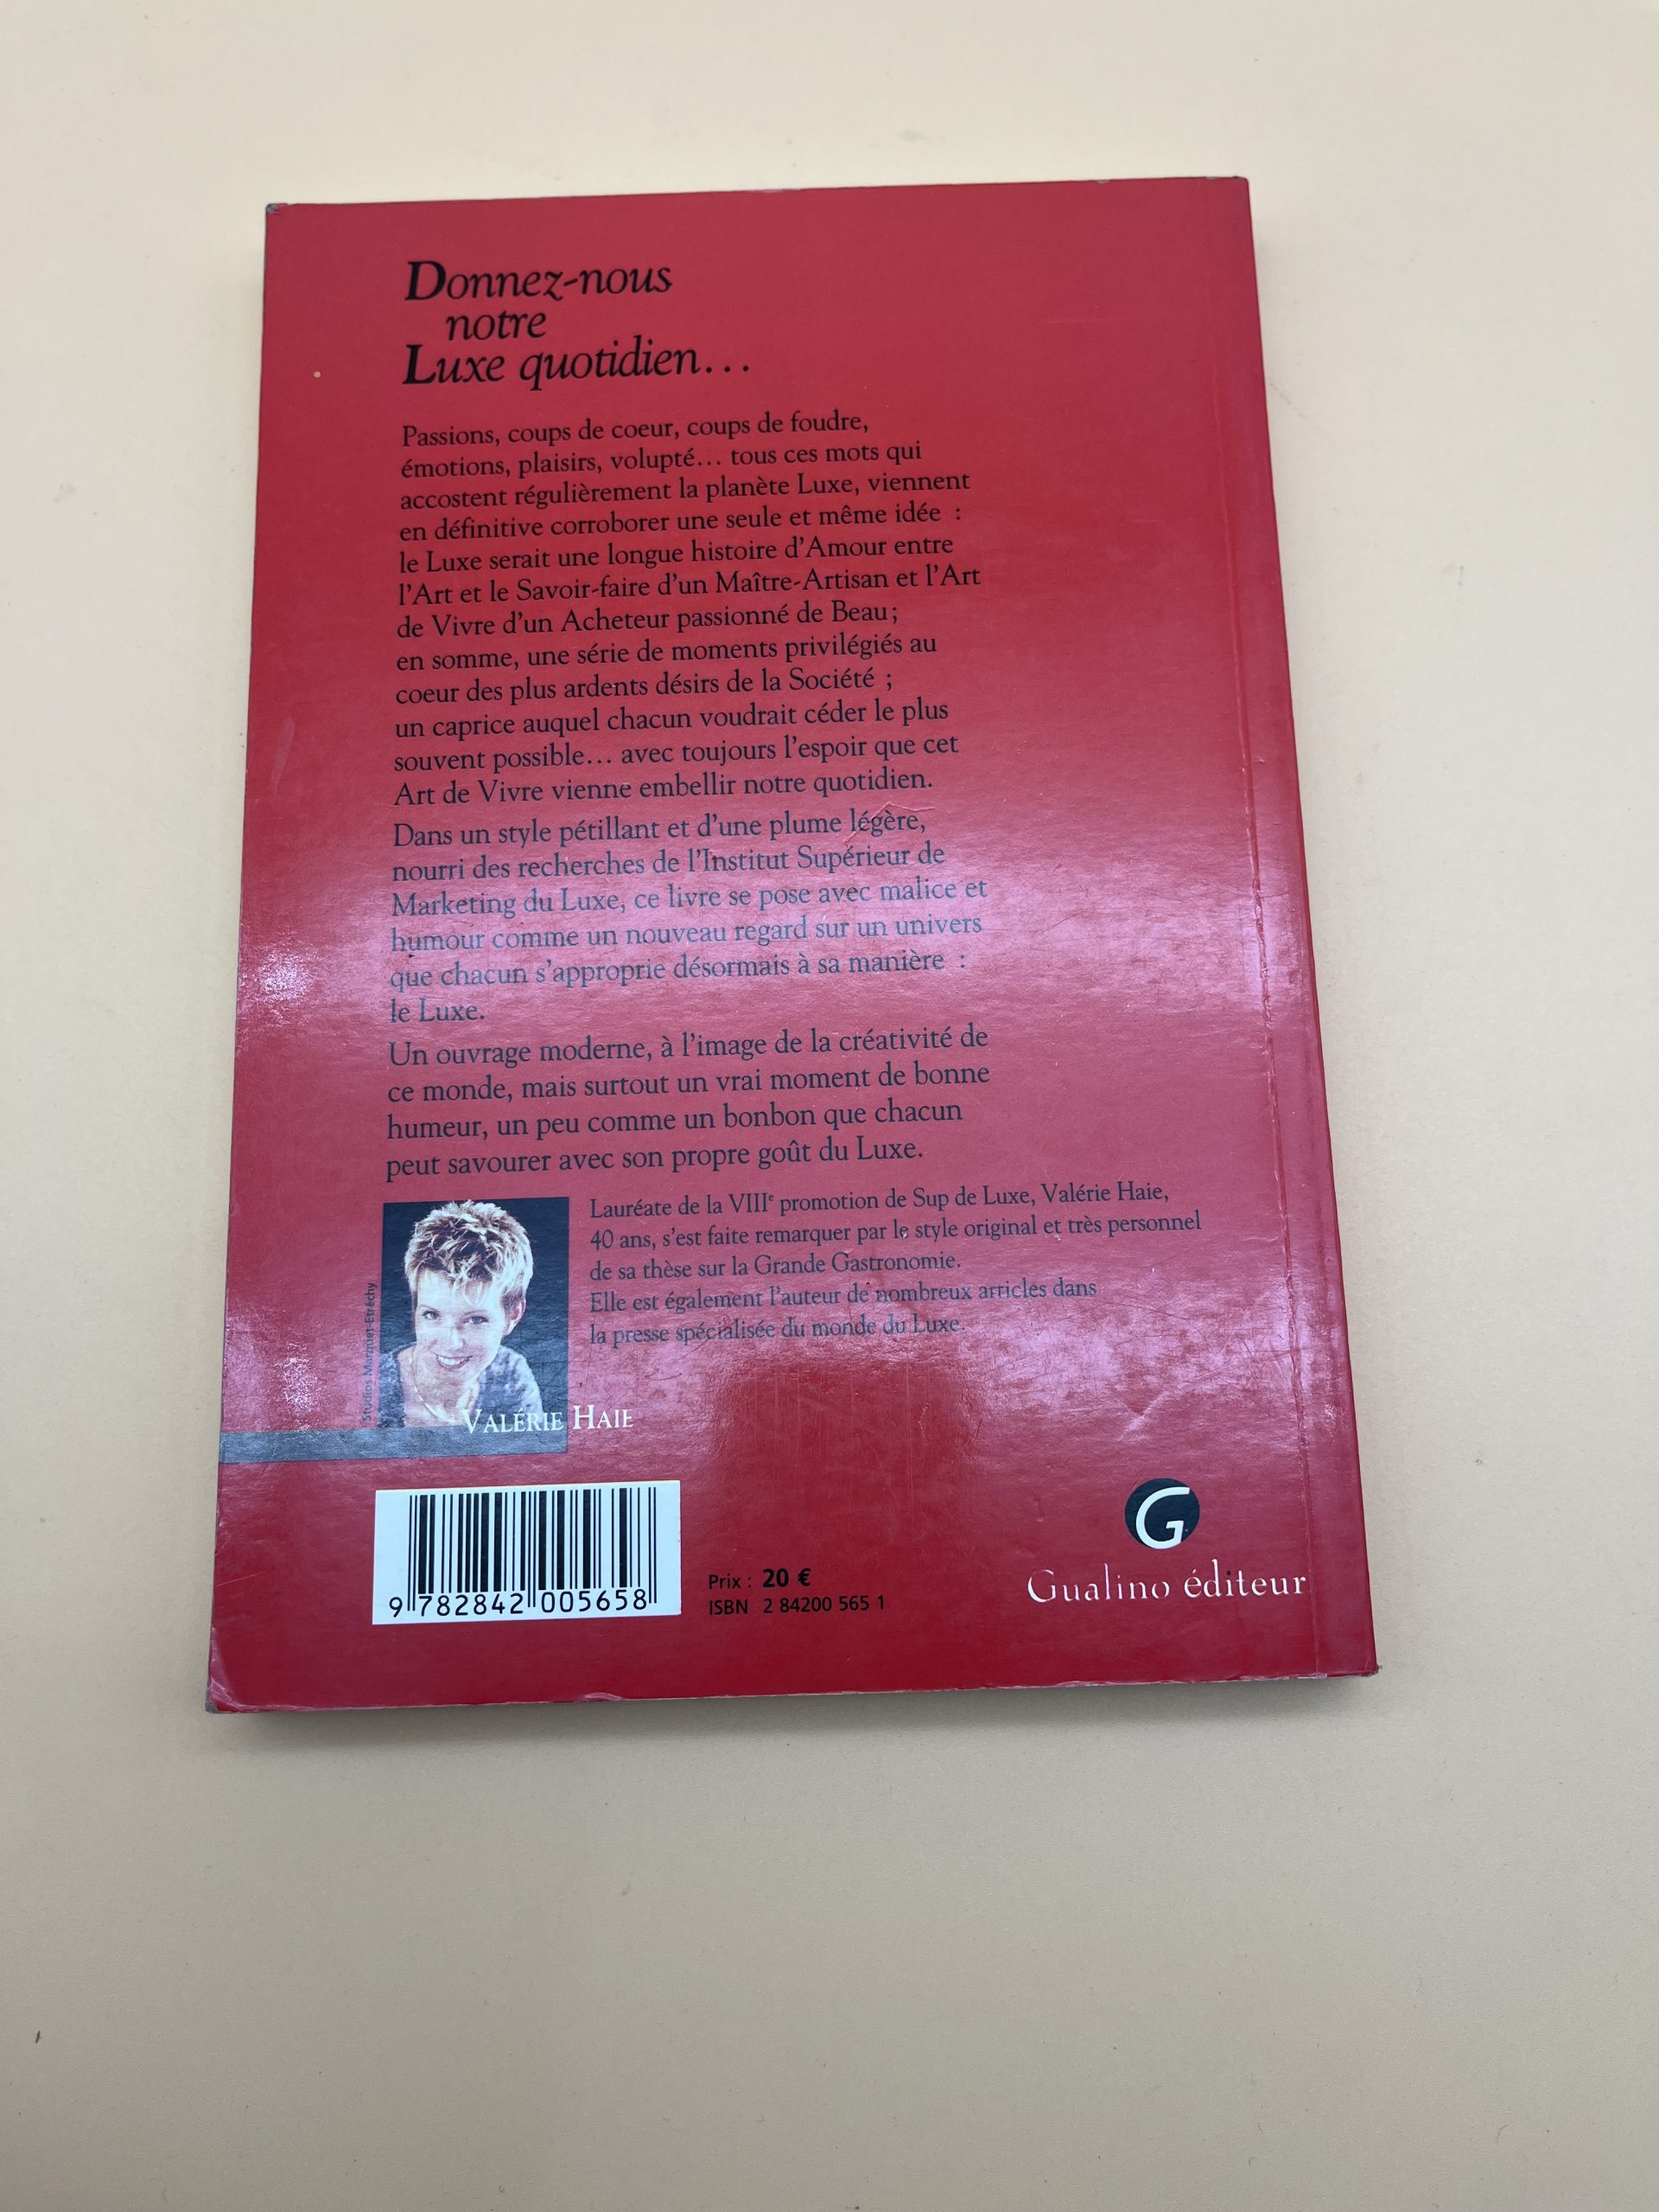 Donnez-nous
notre
Luxe quotidien...
Passions, coups de coeur, coups de foudre,
émotions, plaisirs, volupté... tous ces mots qui
accostent régulièrement la planète Luxe, viennent
en définitive corroborer une seule et même idée :
le Luxe serait une longue histoire d'Amour entre
l'Art et le Savoir-faire d'un Maître-Artisan et l'Art
de Vivre d'un Acheteur passionné de Beau;
en somme, une série de moments privilégiés au
coeur des plus ardents désirs de la Société ;
un caprice auquel chacun voudrait céder le plus
souvent possible... avec toujours l'espoir que cet
Art de Vivre vienne embellir notre quotidien.
Dans un style pétillant et d'une plume légère,
nourri des recherches de l'Institut Supérieur de
Marketing du Luxe, ce livre se pose avec malice et
humour comme un nouveau regard sur un univers
que chacun s'approprie désormais à sa manière :
le Luxe.
Un ouvrage moderne, à l'image de la créativité de
ce monde, mais surtout un vrai moment de bonne
humeur, un peu comme un bonbon que chacun
peut savourer avec son propre goût du Luxe.
Lauréate de la VIIIe promotion de Sup de Luxe, Valérie Haie,
40 ans, s'est faite remarquer par le style original et très personnel
de sa thèse sur la Grande Gastronomie.
Elle est également l'auteur de nombreux articles dans
la presse spécialisée du monde du Luxe.
Studios Marquet-Etréchy
VALÉRIE HAIE
9 782842 005658
Prix : 20 €
ISBN 2 84200 565 1
G
Gualino éditeur